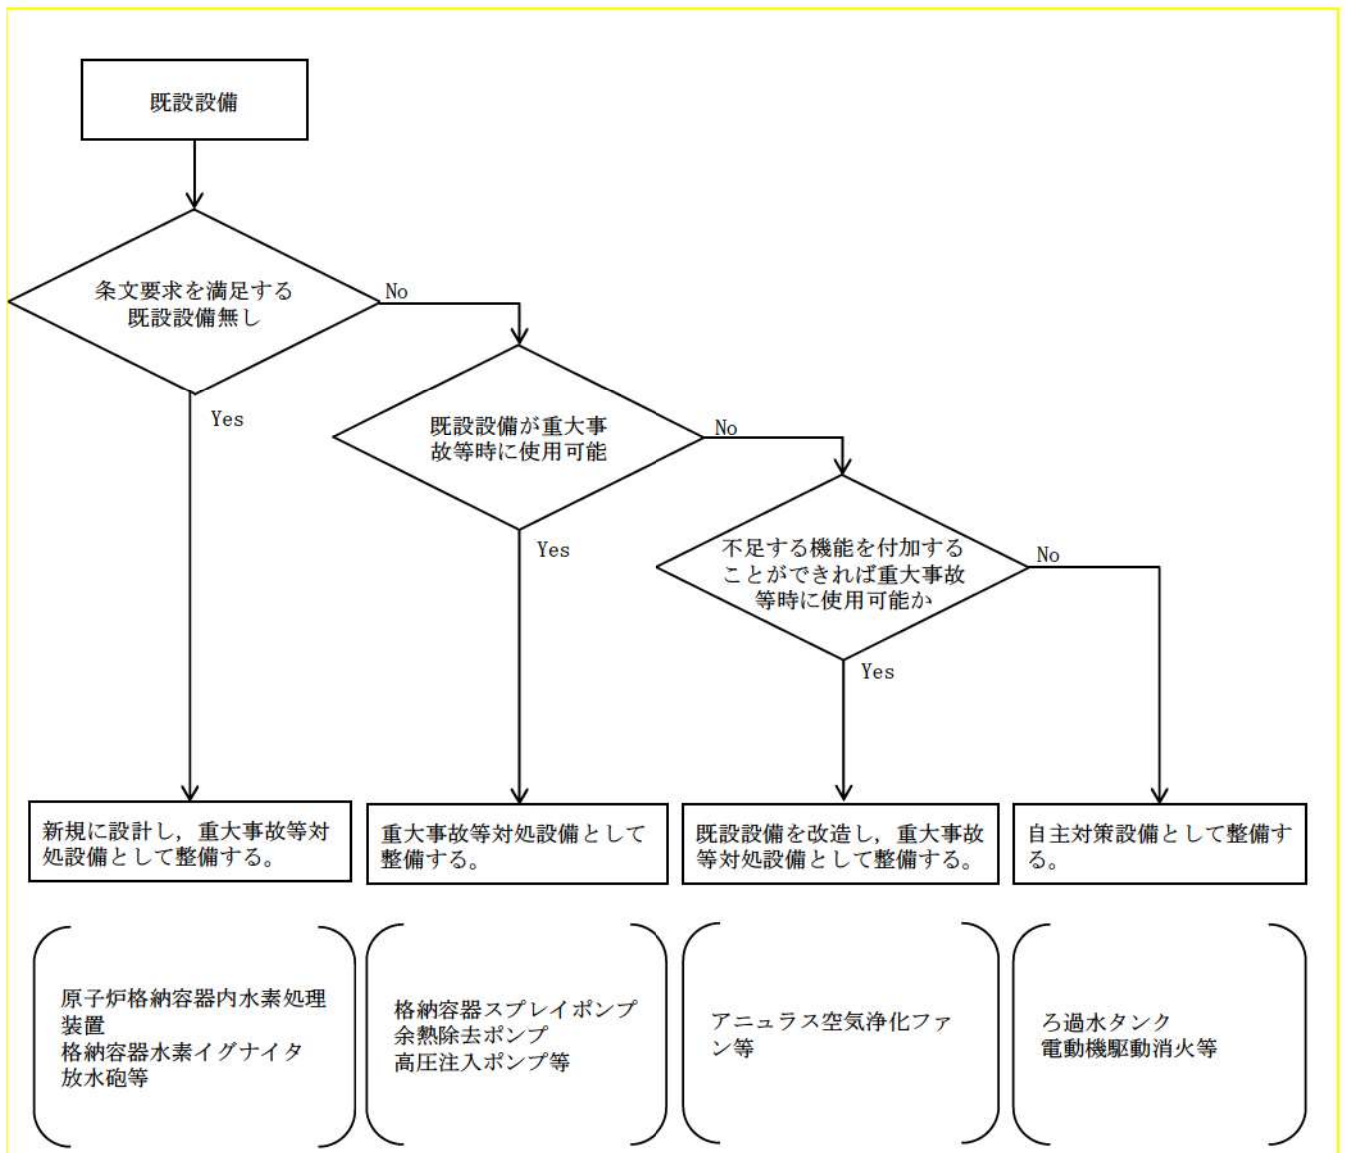 既設設備
条文要求を満足する
既設設備無し
No
Yes
既設設備が重大事
故等時に使用可能
No
Yes
不足する機能を付加する
ことができれば重大事故
等時に使用可能か
No
Yes
新規に設計し，重大事故等対
処設備として整備する。
重大事故等対処設備として
整備する。
既設設備を改造し，重大事故
等対処設備として整備する。
自主対策設備として整備す
る。
原子炉格納容器内水素処理
装置
格納容器水素イグナイタ
放水砲等
格納容器スプレイポンプ
余熱除去ポンプ
高圧注入ポンプ等
アニュラス空気浄化ファ
ン等
ろ過水タンク
電動機駆動消火等